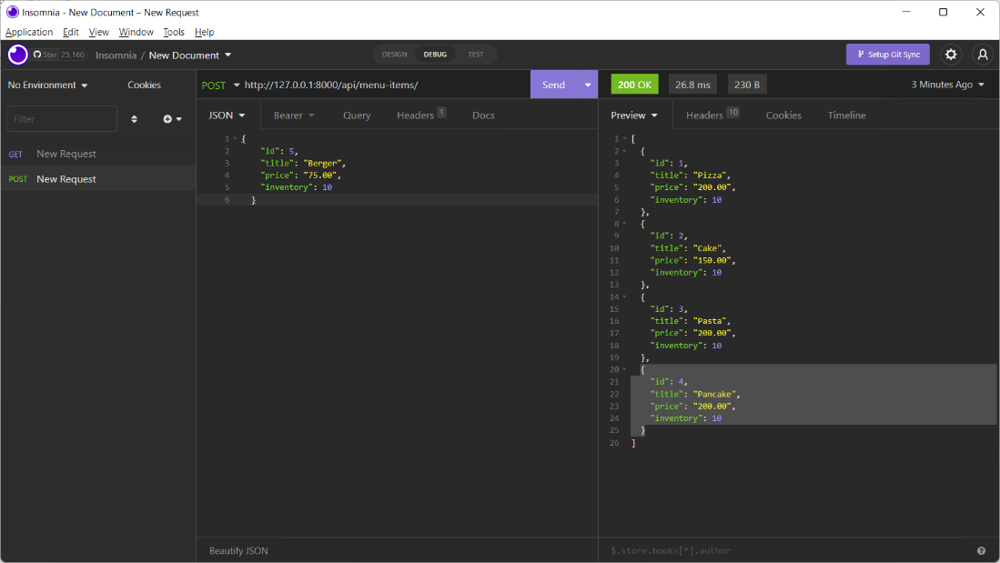 Insomnia - New Document – New Request
Application Edit View Window Tools Help
Star 25,160 Insomnia / New Document DESIGN DEBUG TEST Setup Git Sync
No Environment Cookies
Filter
GET New Request
POST New Request
POST http://127.0.0.1:8000/api/menu-items/ Send
JSON Bearer Query Headers 1 Docs
1 {
2 "id": 5,
3 "title": "Berger",
4 "price": "75.00",
5 "inventory": 10
6 }
Beautify JSON
200 OK 26.8 ms 230 B 3 Minutes Ago
Preview Headers 10 Cookies Timeline
1 [
2 {
3 "id": 1,
4 "title": "Pizza",
5 "price": "200.00",
6 "inventory": 10
7 },
8 {
9 "id": 2,
10 "title": "Cake",
11 "price": "150.00",
12 "inventory": 10
13 },
14 {
15 "id": 3,
16 "title": "Pasta",
17 "price": "200.00",
18 "inventory": 10
19 },
20 {
21 "id": 4,
22 "title": "Pancake",
23 "price": "200.00",
24 "inventory": 10
25 }
26 ]
$.store.books[*].author